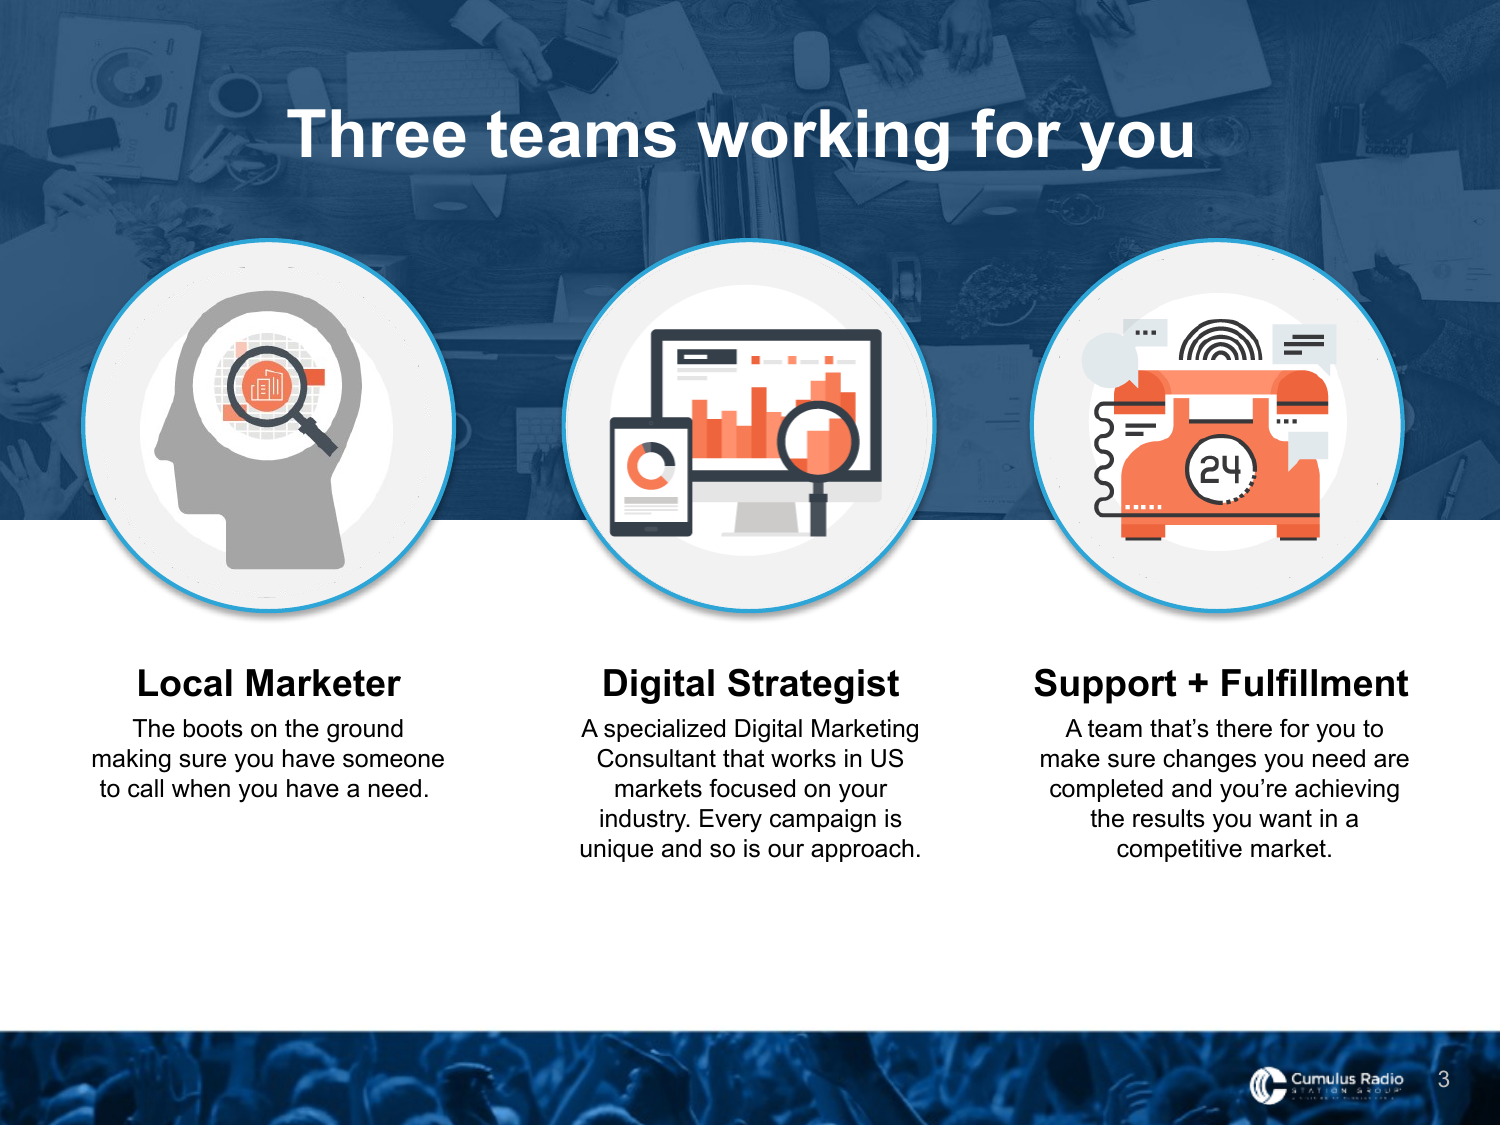 Three teams working for you
24
Local Marketer
The boots on the ground
making sure you have someone
to call when you have a need.
Digital Strategist
A specialized Digital Marketing
Consultant that works in US
markets focused on your
industry. Every campaign is
unique and so is our approach.
Support + Fulfillment
A team that’s there for you to
make sure changes you need are
completed and you’re achieving
the results you want in a
competitive market.
Cumulus Radio
STATION GROUP
3